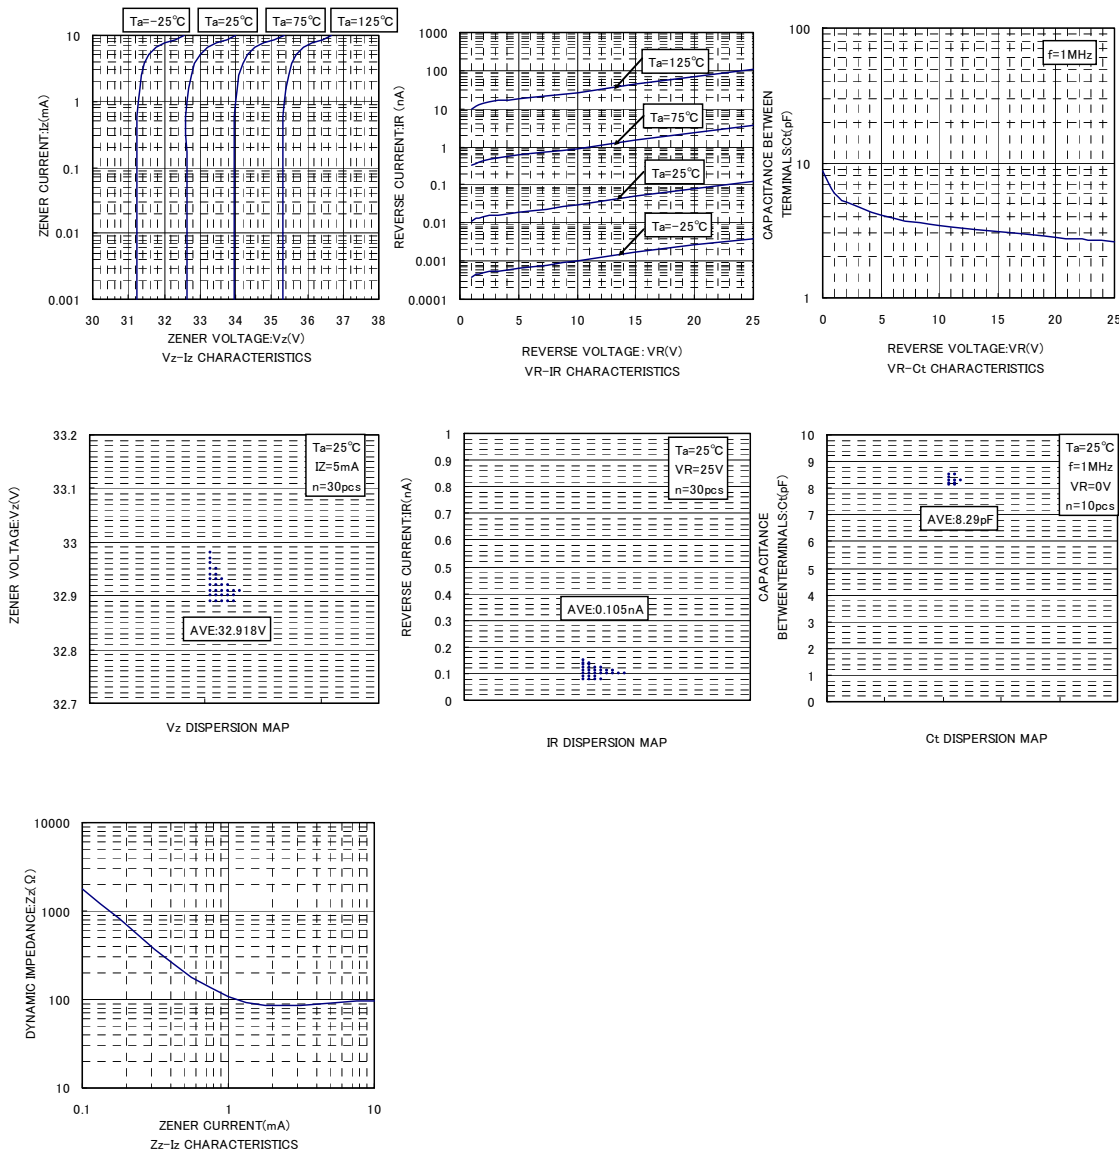 Ta=-25℃ Ta=25℃ Ta=75℃ Ta=125℃
ZENER CURRENT:Iz(mA)
10
1
0.1
0.01
0.001
30 31 32 33 34 35 36 37 38
ZENER VOLTAGE:Vz(V)
Vz-Iz CHARACTERISTICS
REVERSE CURRENT:IR (nA)
1000
100
10
1
0.1
0.01
0.001
0.0001
Ta=125℃
Ta=75℃
Ta=25℃
Ta=-25℃
0 5 10 15 20 25
REVERSE VOLTAGE:VR(V)
VR-IR CHARACTERISTICS
CAPACITANCE BETWEEN
TERMINALS:Ct(pF)
100
10
1
f=1MHz
0 5 10 15 20 25
REVERSE VOLTAGE:VR(V)
VR-Ct CHARACTERISTICS
ZENER VOLTAGE:Vz(V)
33.2
33.1
33
32.9
32.8
32.7
Ta=25℃
IZ=5mA
n=30pcs
AVE:32.918V
Vz DISPERSION MAP
REVERSE CURRENT:IR(nA)
1
0.9
0.8
0.7
0.6
0.5
0.4
0.3
0.2
0.1
0
Ta=25℃
VR=25V
n=30pcs
AVE:0.105nA
IR DISPERSION MAP
CAPACITANCE
BETWEENTERMINALS:Ct(pF)
10
9
8
7
6
5
4
3
2
1
0
Ta=25℃
f=1MHz
VR=0V
n=10pcs
AVE:8.29pF
Ct DISPERSION MAP
DYNAMIC IMPEDANCE:Zz(Ω)
10000
1000
100
10
0.1 1 10
ZENER CURRENT(mA)
Zz-Iz CHARACTERISTICS